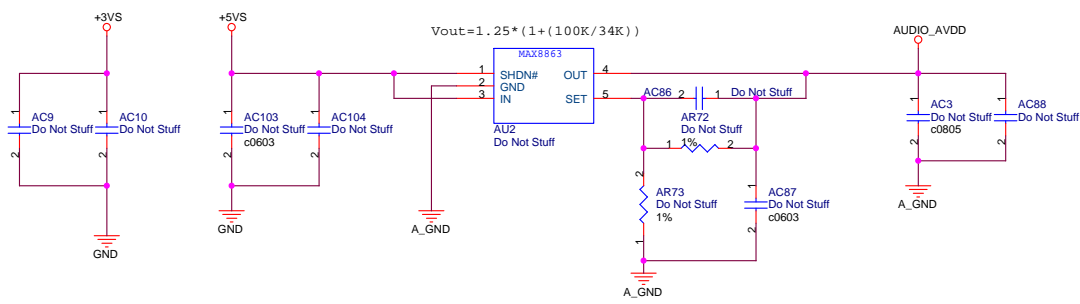 +3VS
+5VS
Vout=1.25*(1+(100K/34K))
AUDIO_AVDD
MAX8863
1 SHDN# OUT 4
2 GND
3 IN SET 5
AU2
Do Not Stuff
1
AC9
Do Not Stuff
2
1
AC10
Do Not Stuff
2
1
AC103
Do Not Stuff
c0603
2
1
AC104
Do Not Stuff
2
AC86 2 1 Do Not Stuff
AR72
Do Not Stuff
1 1% 2
2
AR73
Do Not Stuff
1%
1
1
AC87
Do Not Stuff
c0603
2
1
AC3
Do Not Stuff
c0805
2
1
AC88
Do Not Stuff
2
GND
GND
A_GND
A_GND
A_GND